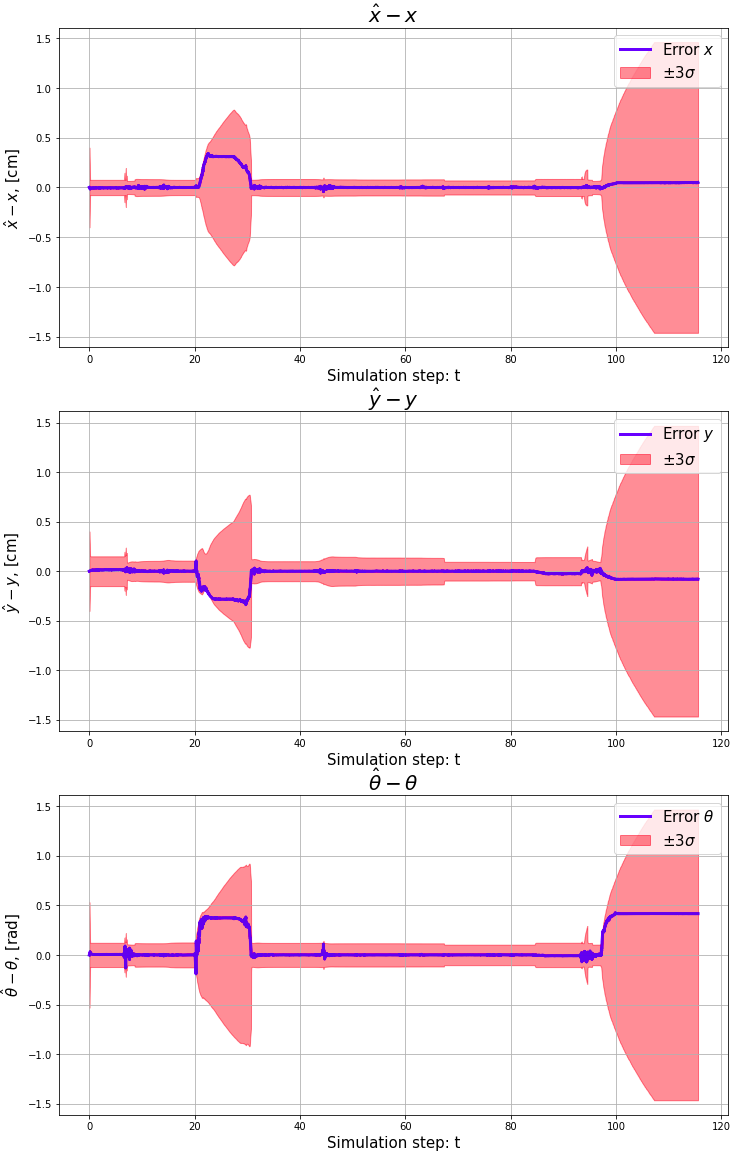 x̂ − x
1.5
1.0
0.5
0.0
−0.5
−1.0
−1.5
x̂ − x, [cm]
Error x
±3σ
0 20 40 60 80 100 120
Simulation step: t
ŷ − y
1.5
1.0
0.5
0.0
−0.5
−1.0
−1.5
ŷ − y, [cm]
Error y
±3σ
0 20 40 60 80 100 120
Simulation step: t
θ̂ − θ
1.5
1.0
0.5
0.0
−0.5
−1.0
−1.5
θ̂ − θ, [rad]
Error θ
±3σ
0 20 40 60 80 100 120
Simulation step: t